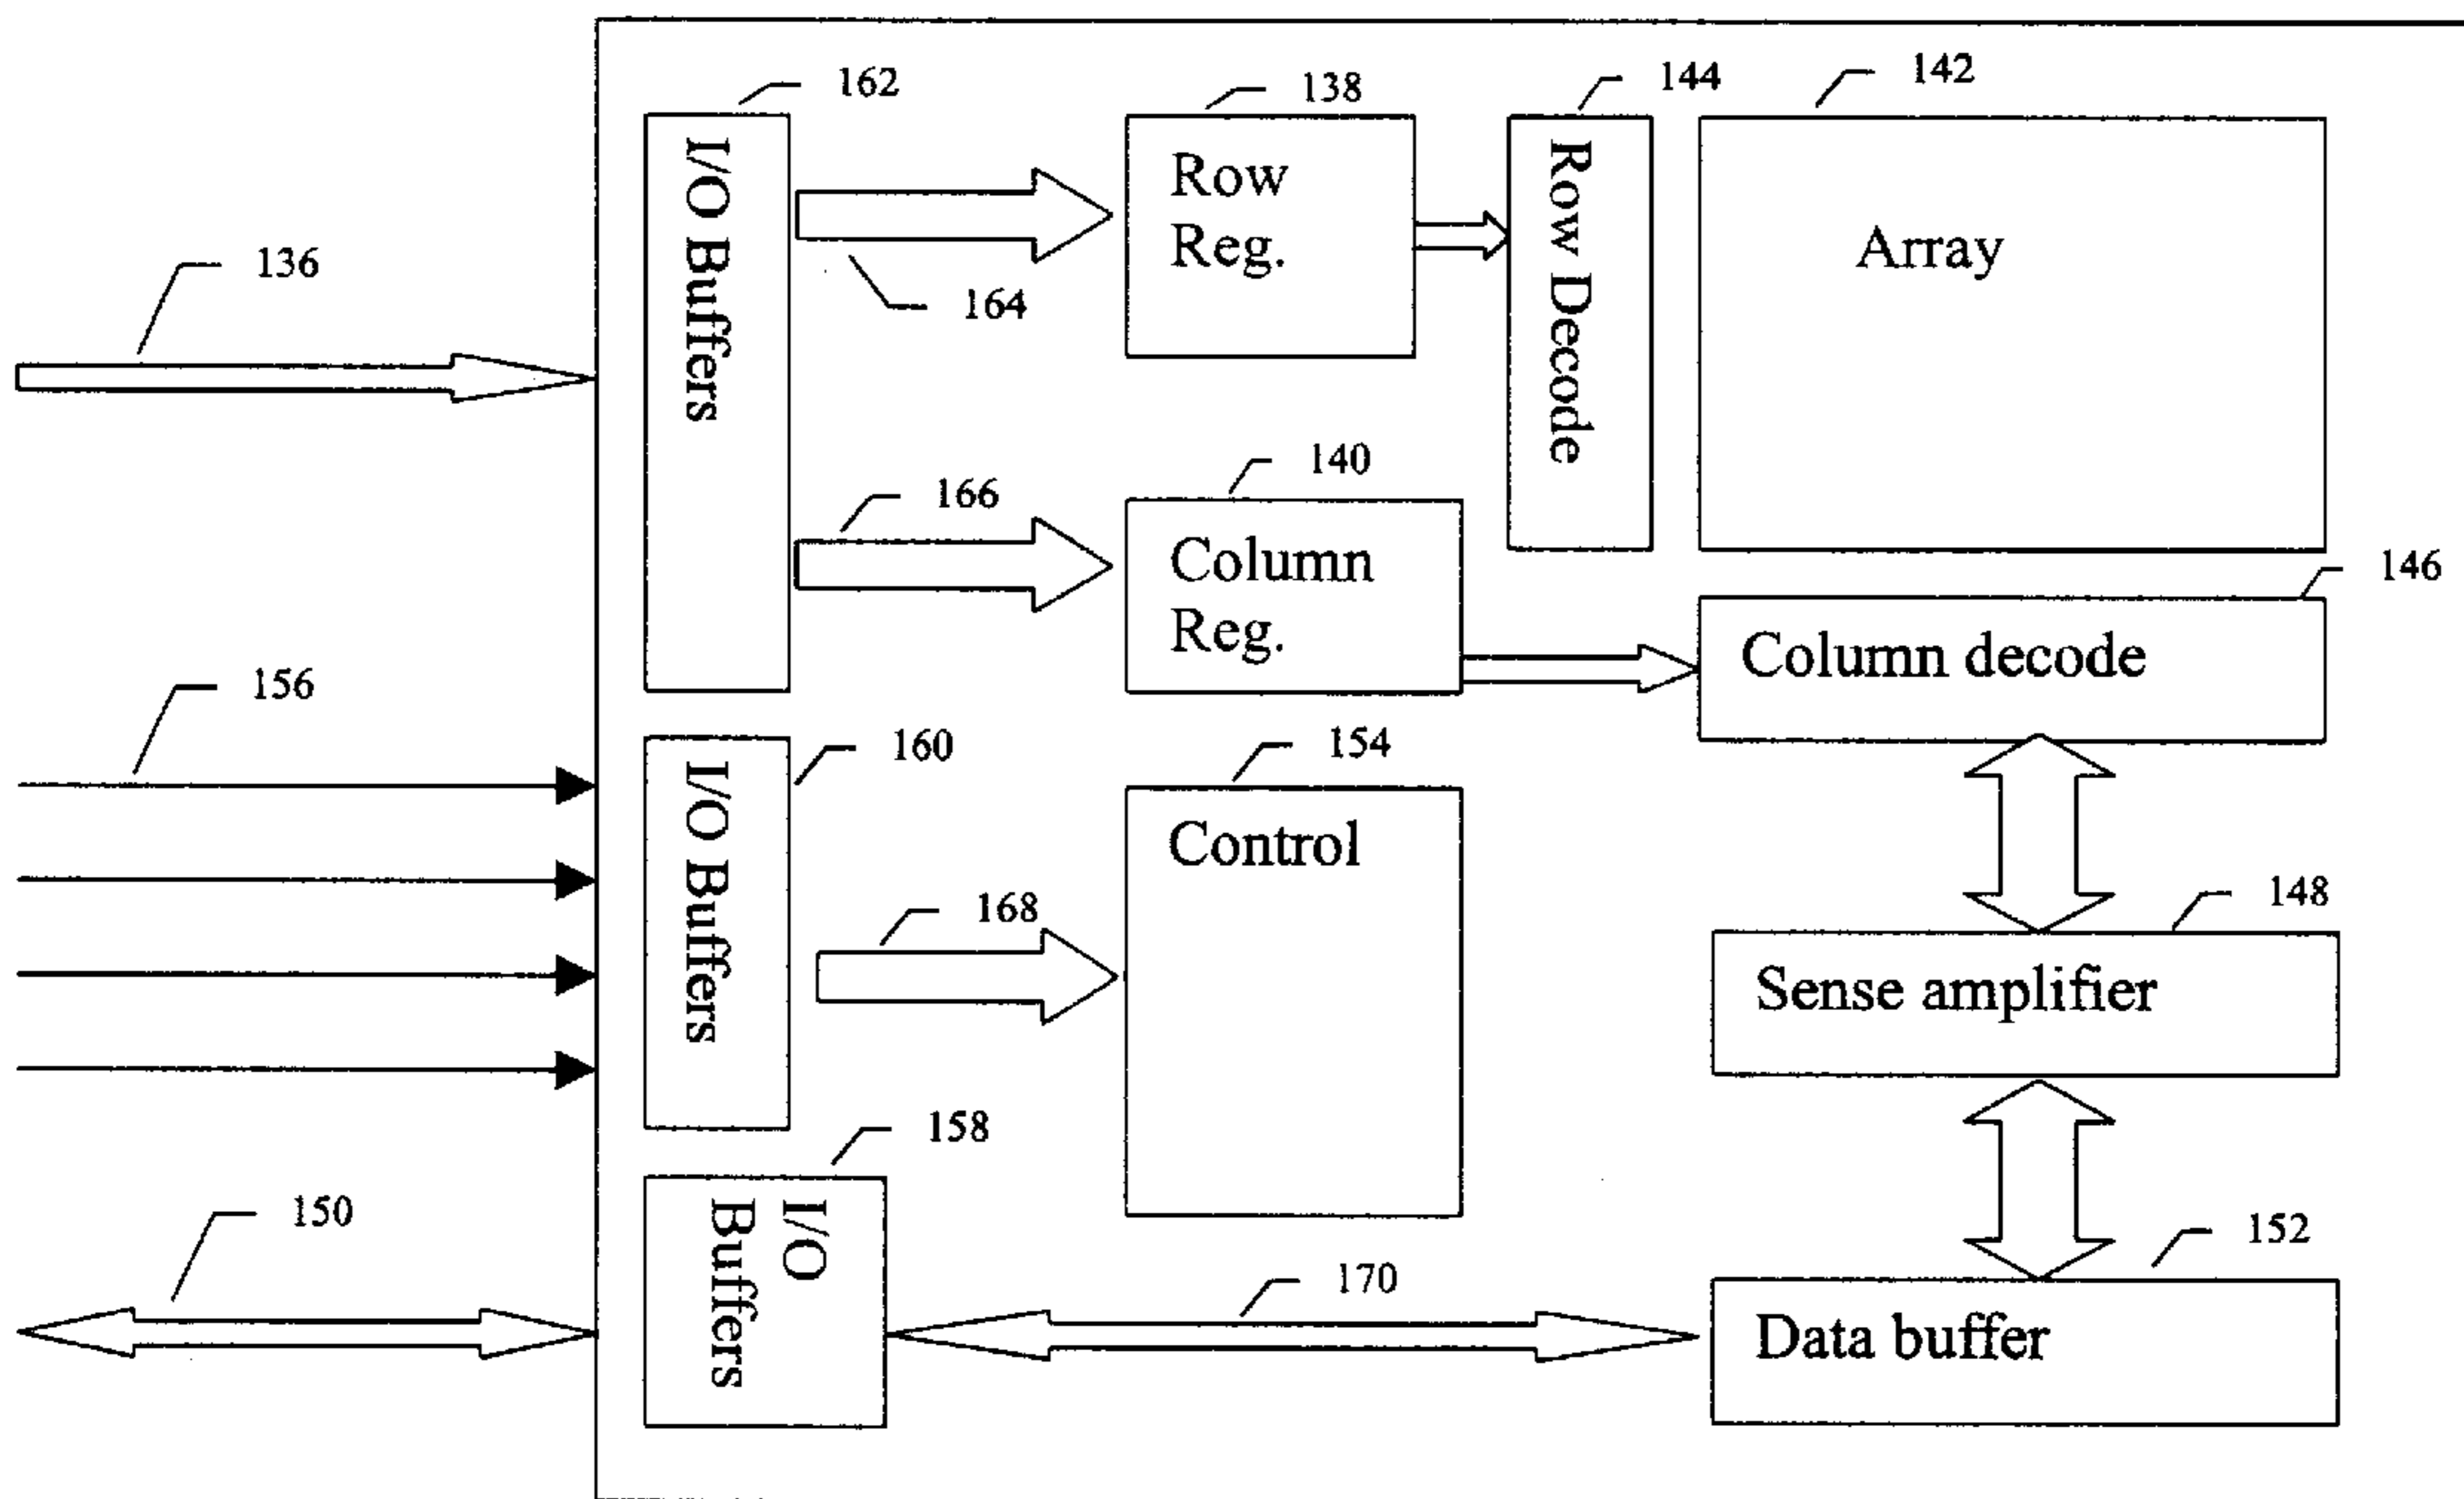 162
138
144
142
I/O Buffers
Row
Reg.
Row Decode
Array
136
164
166
140
Column
Reg.
146
Column decode
156
160
154
I/O Buffers
Control
168
148
Sense amplifier
158
150
I/O
Buffers
170
152
Data buffer